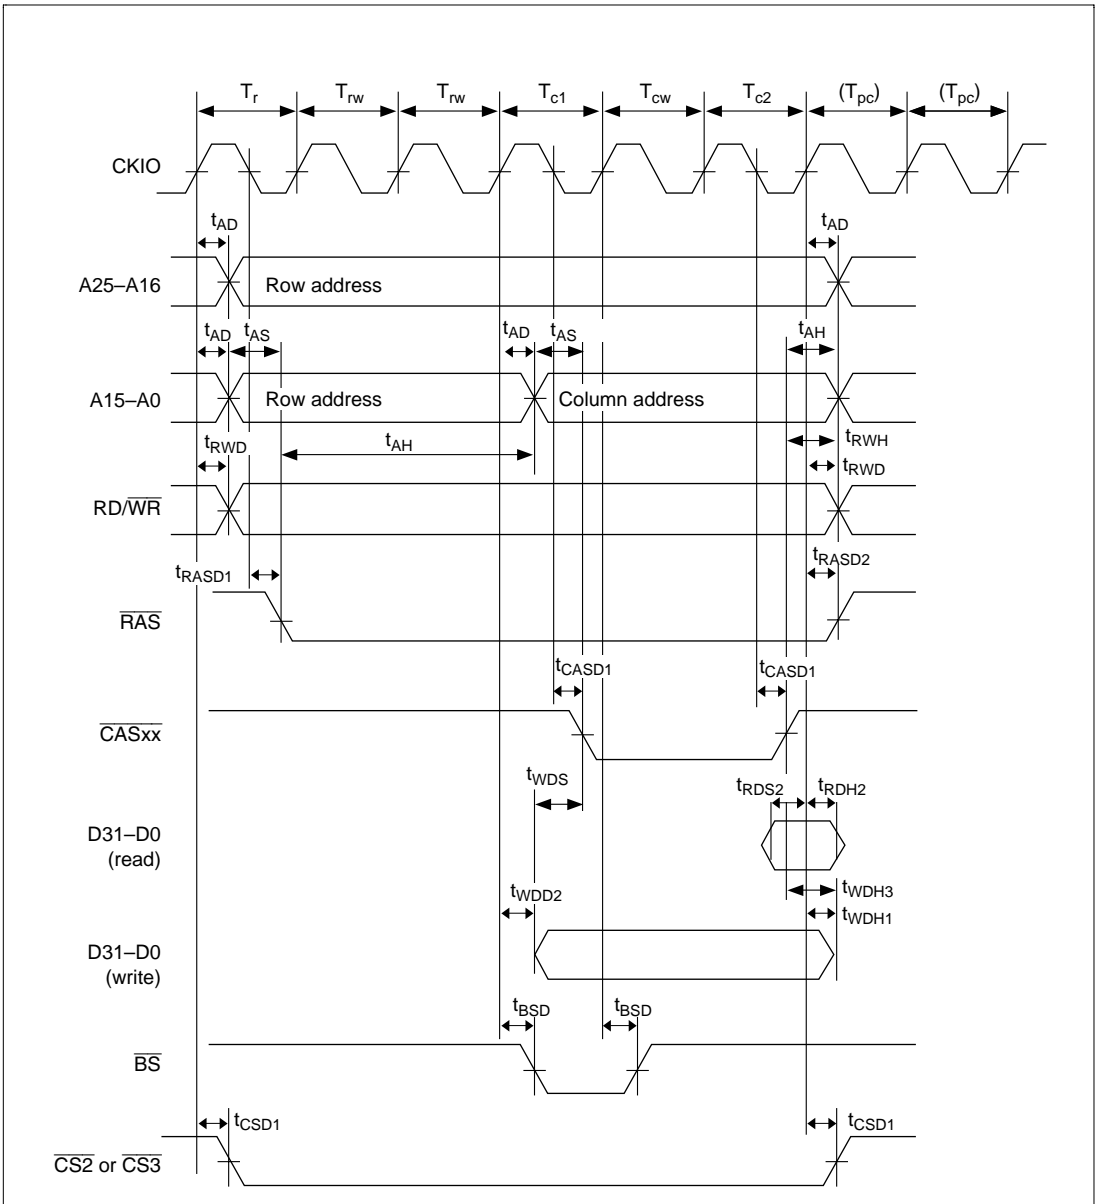 Tr Trw Trw Tc1 Tcw Tc2 (Tpc) (Tpc)
CKIO
tAD tAD
A25–A16 Row address
tAD tAS tAD tAS tAH
A15–A0 Row address Column address
tRWD tAH tRWH
tRWD
RD/WR
tRASD1 tRASD2
RAS
tCASD1 tCASD1
CASxx
tWDS tRDS2 tRDH2
D31–D0
(read)
tWDD2 tWDH3
tWDH1
D31–D0
(write)
tBSD tBSD
BS
tCSD1 tCSD1
CS2 or CS3